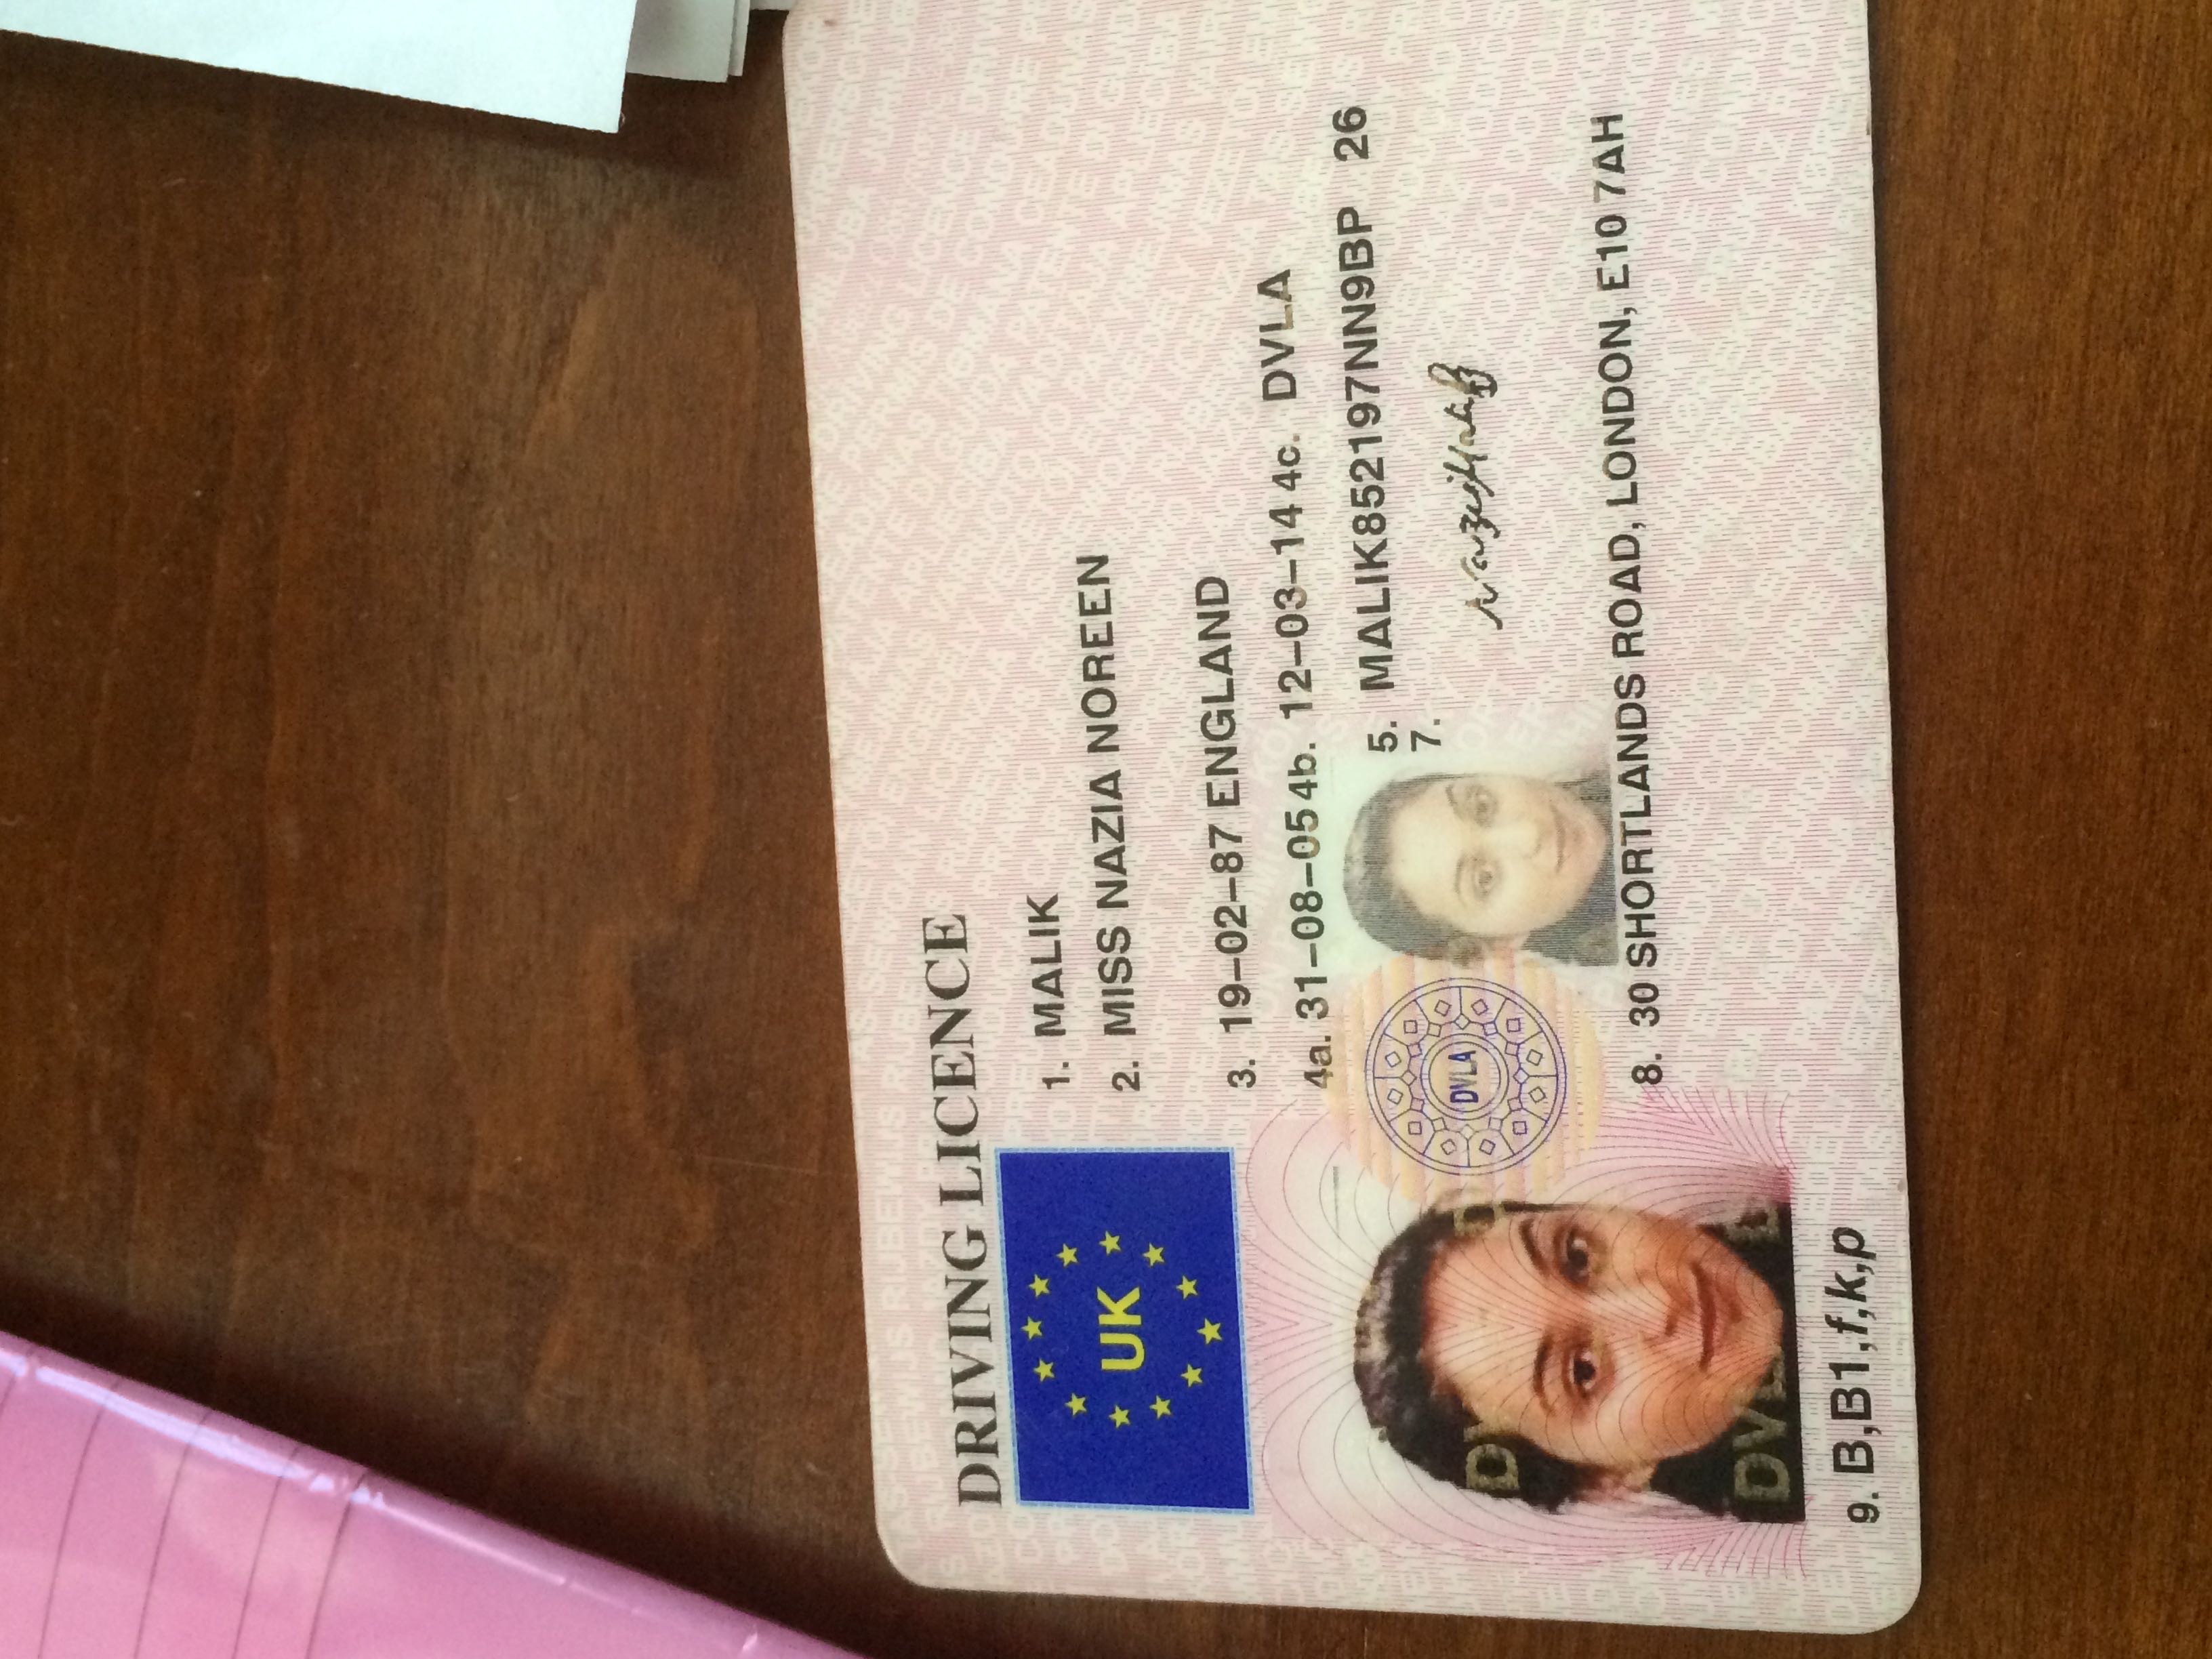 DRIVING LICENCE
UK
1. MALIK
2. MISS NAZIA NOREEN
3. 19-02-87 ENGLAND
4a. 31-08-05 4b. 12-03-14 4c. DVLA
5. MALIK852197NN9BP 26
7.
DVLA
8. 30 SHORTLANDS ROAD, LONDON, E10 7AH
9. B,B1,f,k,p